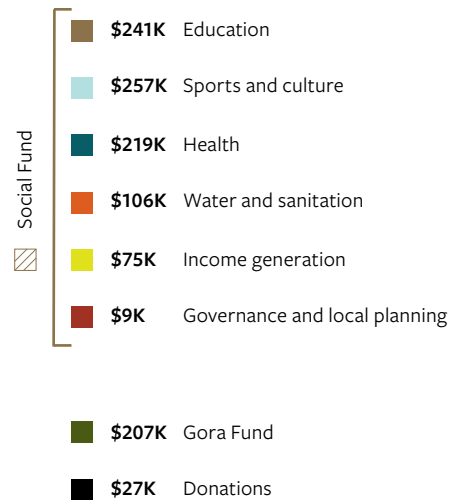 Social Fund
$241K Education
$257K Sports and culture
$219K Health
$106K Water and sanitation
$75K Income generation
$9K Governance and local planning
$207K Gora Fund
$27K Donations